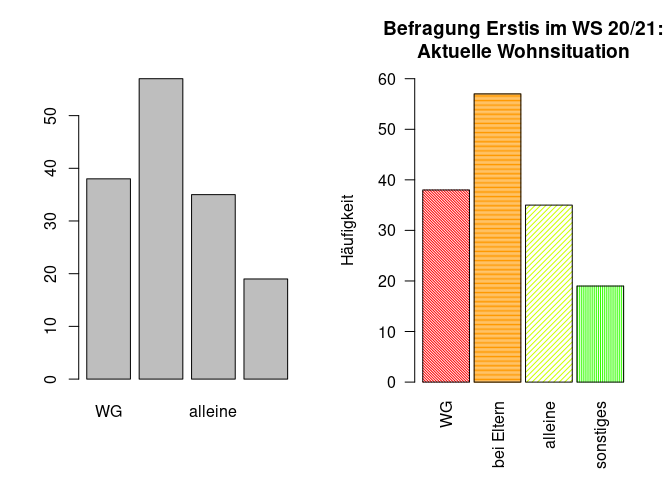 50
40
30
20
10
0
WG
alleine
Befragung Erstis im WS 20/21:
Aktuelle Wohnsituation
Häufigkeit
60
50
40
30
20
10
0
WG
bei Eltern
alleine
sonstiges